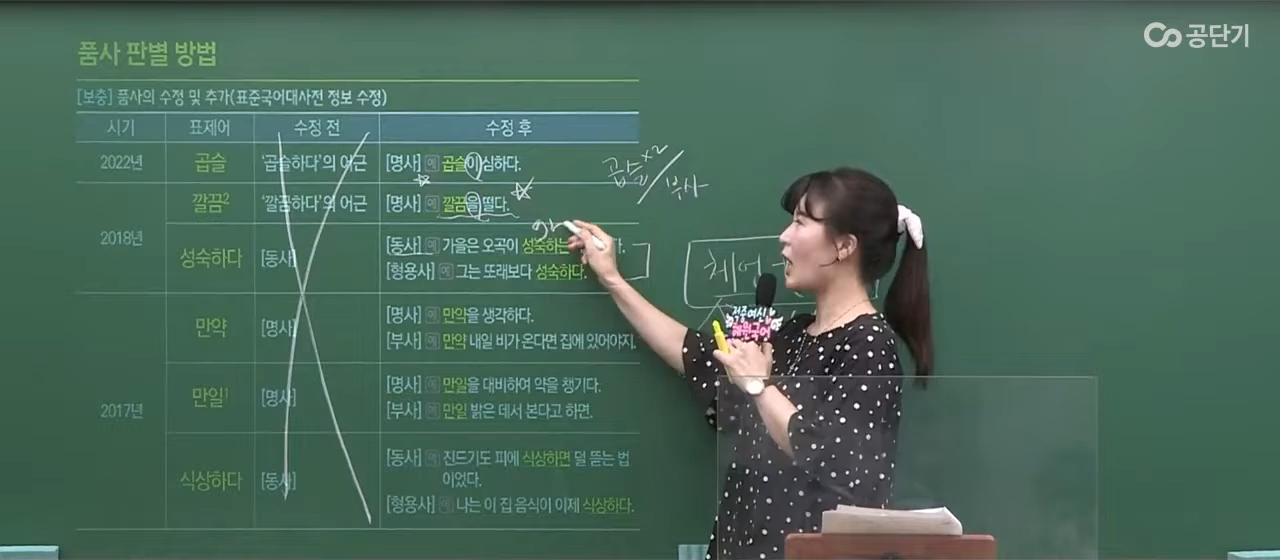 공단기
품사 판별 방법
[보충] 품사의 수정 및 추가(표준국어대사전 정보 수정)
시기 표제어 수정 전 수정 후
2022년 곱슬 '곱슬하다'의 어근 [명사] 예 곱슬이 심하다.
곱슬×2/부사
2018년
깔끔2 '깔끔하다'의 어근 [명사] 예 깔끔을 떨다.
성숙하다 [동사] [동사] 예 가을은 오곡이 성숙하는
[형용사] 예 그는 또래보다 성숙하다.
체언
만약 [명사] [명사] 예 만약을 생각하다.
[부사] 예 만약 내일 비가 온다면 집에 있어야지.
혜원국어
2017년
만일1 [명사] [명사] 예 만일을 대비하여 약을 챙기다.
[부사] 예 만일 밝은 데서 본다고 하면.
식상하다 [동사] [동사] 예 진드기도 피에 식상하면 덜 뜯는 법
이었다.
[형용사] 예 나는 이 집 음식이 이제 식상하다.